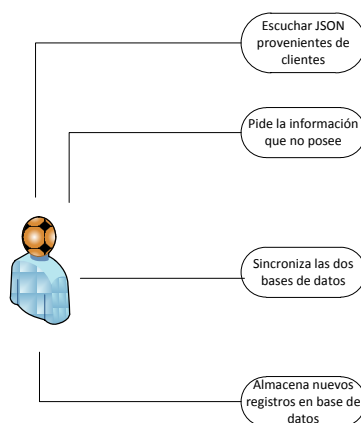 Escuchar JSON
provenientes de
clientes
Pide la información
que no posee
Sincroniza las dos
bases de datos
Almacena nuevos
registros en base de
datos